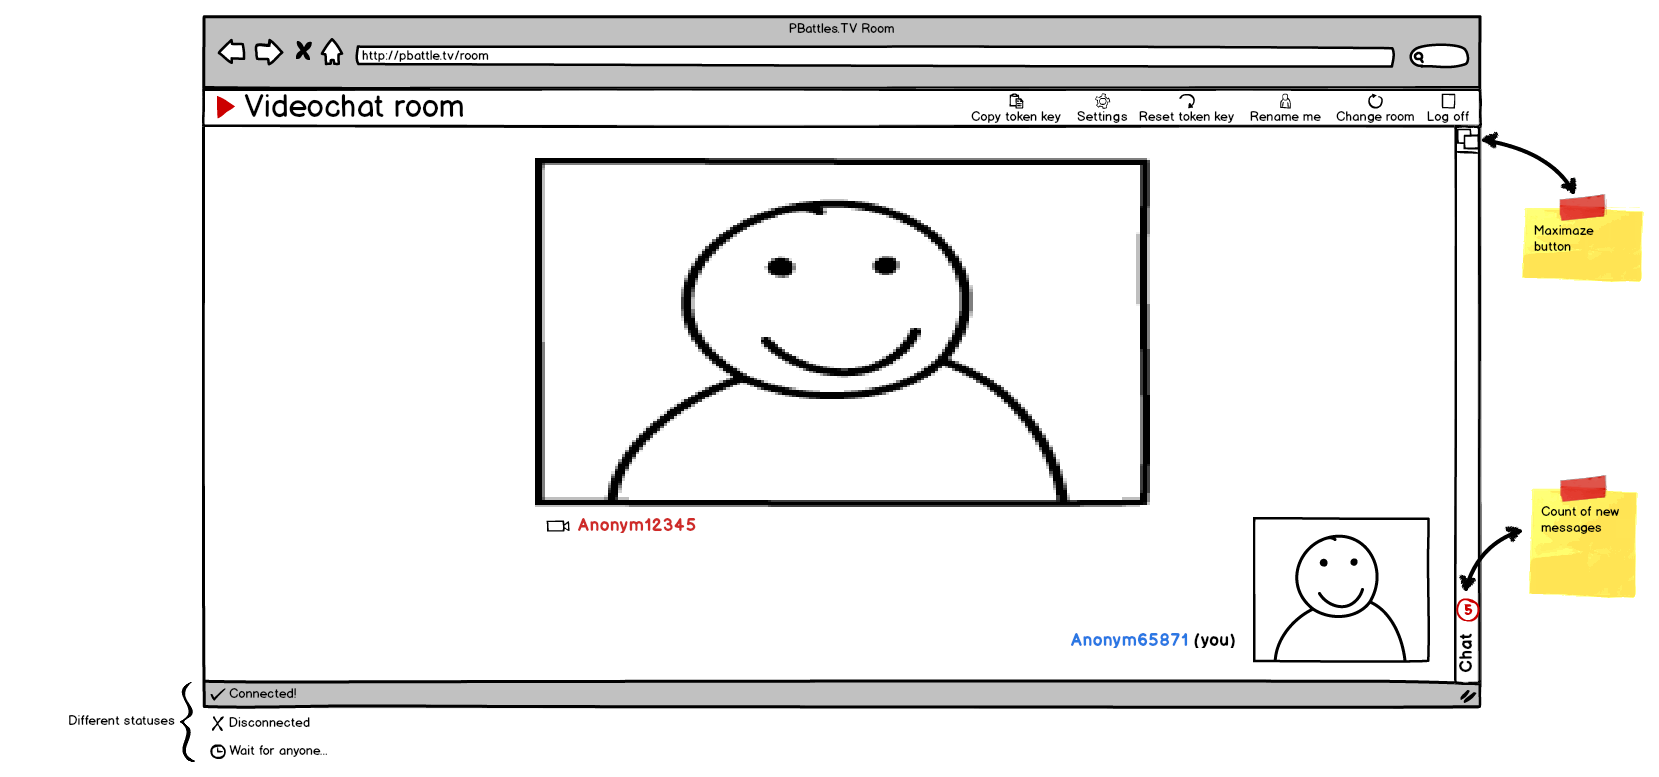 PBattles.TV Room
http://pbattle.tv/room
Videochat room
Copy token key
Settings
Reset token key
Rename me
Change room
Log off
Maximaze
button
Anonym12345
Count of new
messages
5
Chat
Anonym65871 (you)
Connected!
Different statuses
Disconnected
Wait for anyone...